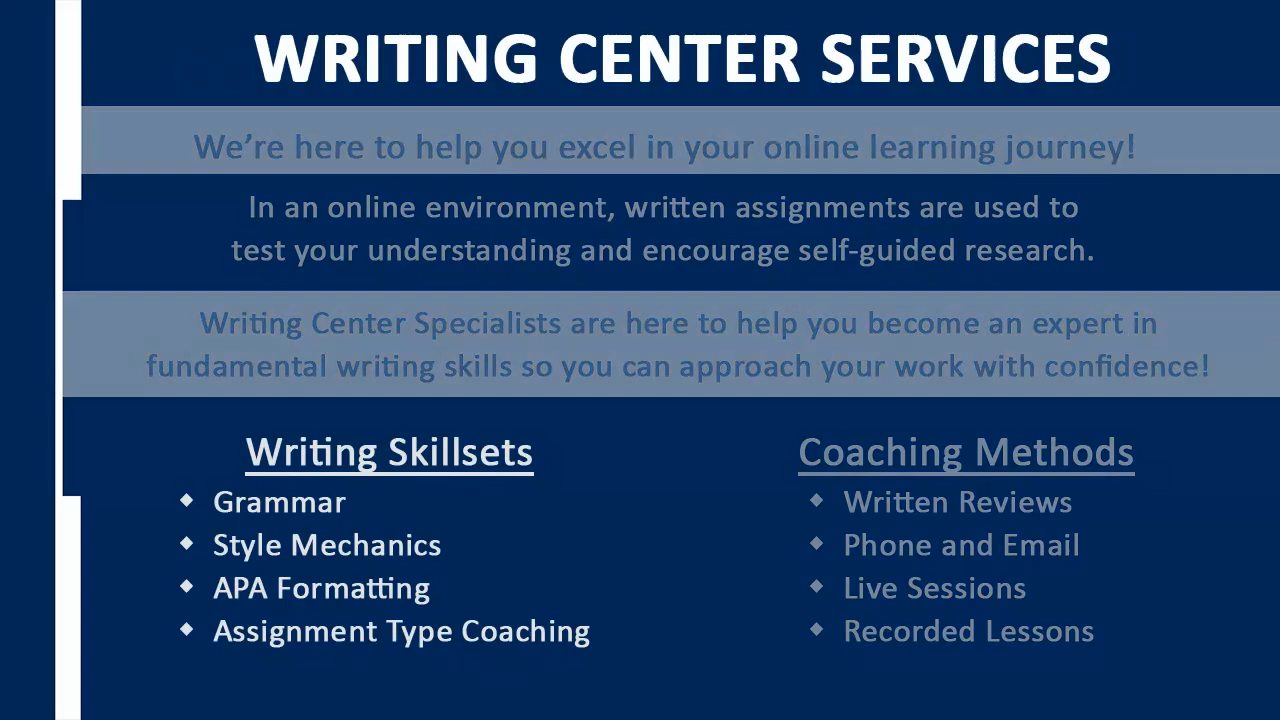 WRITING CENTER SERVICES
We’re here to help you excel in your online learning journey!
In an online environment, written assignments are used to
test your understanding and encourage self-guided research.
Writing Center Specialists are here to help you become an expert in
fundamental writing skills so you can approach your work with confidence!
Writing Skillsets
◆ Grammar
◆ Style Mechanics
◆ APA Formatting
◆ Assignment Type Coaching
Coaching Methods
◆ Written Reviews
◆ Phone and Email
◆ Live Sessions
◆ Recorded Lessons